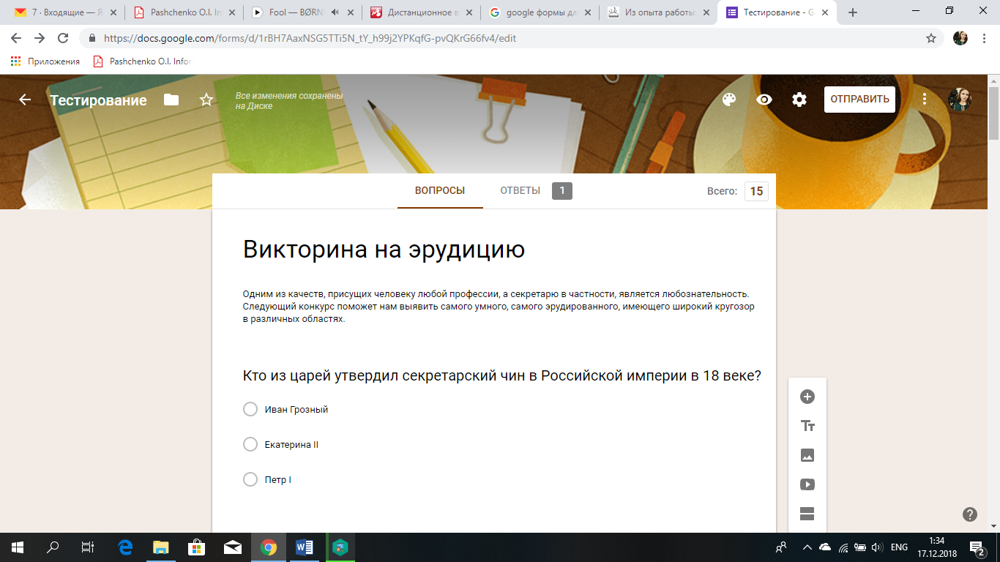 7 · Входящие — Я
Pashchenko O.I. In
Fool — BØRN
Дистанционное в
google формы дл
Из опыта работы
Тестирование - G
https://docs.google.com/forms/d/1rBH7AaxNSG5TTi5N_tY_h99j2YPKqfG-pvQKrG66fv4/edit
Приложения
Pashchenko O.I. Infor
Тестирование
Все изменения сохранены
на Диске
ОТПРАВИТЬ
ВОПРОСЫ
ОТВЕТЫ 1
Всего: 15
Викторина на эрудицию
Одним из качеств, присущих человеку любой профессии, а секретарю в частности, является любознательность.
Следующий конкурс поможет нам выявить самого умного, самого эрудированного, имеющего широкий кругозор
в различных областях.
Кто из царей утвердил секретарский чин в Российской империи в 18 веке?
Иван Грозный
Екатерина II
Петр I
ENG
1:34
17.12.2018
2